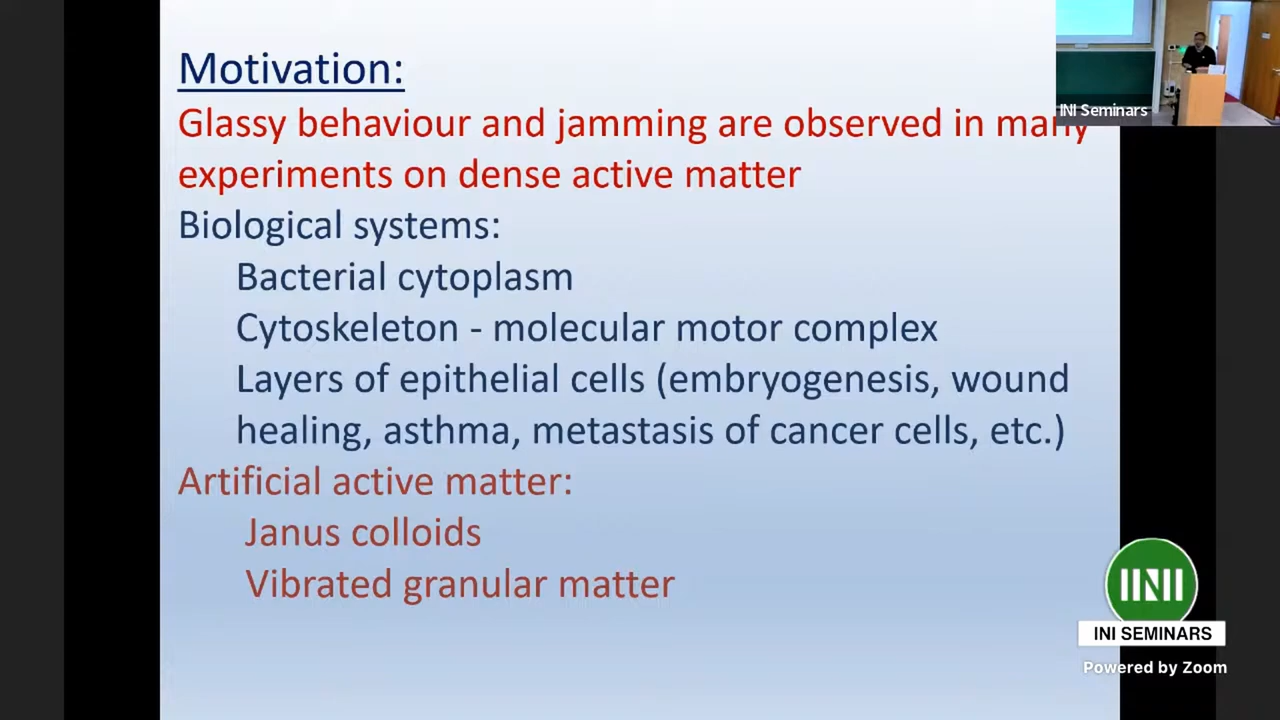 Motivation:
Glassy behaviour and jamming are observed in many
experiments on dense active matter
Biological systems:
Bacterial cytoplasm
Cytoskeleton - molecular motor complex
Layers of epithelial cells (embryogenesis, wound
healing, asthma, metastasis of cancer cells, etc.)
Artificial active matter:
Janus colloids
Vibrated granular matter
INI Seminars
INI
INI SEMINARS
Powered by Zoom